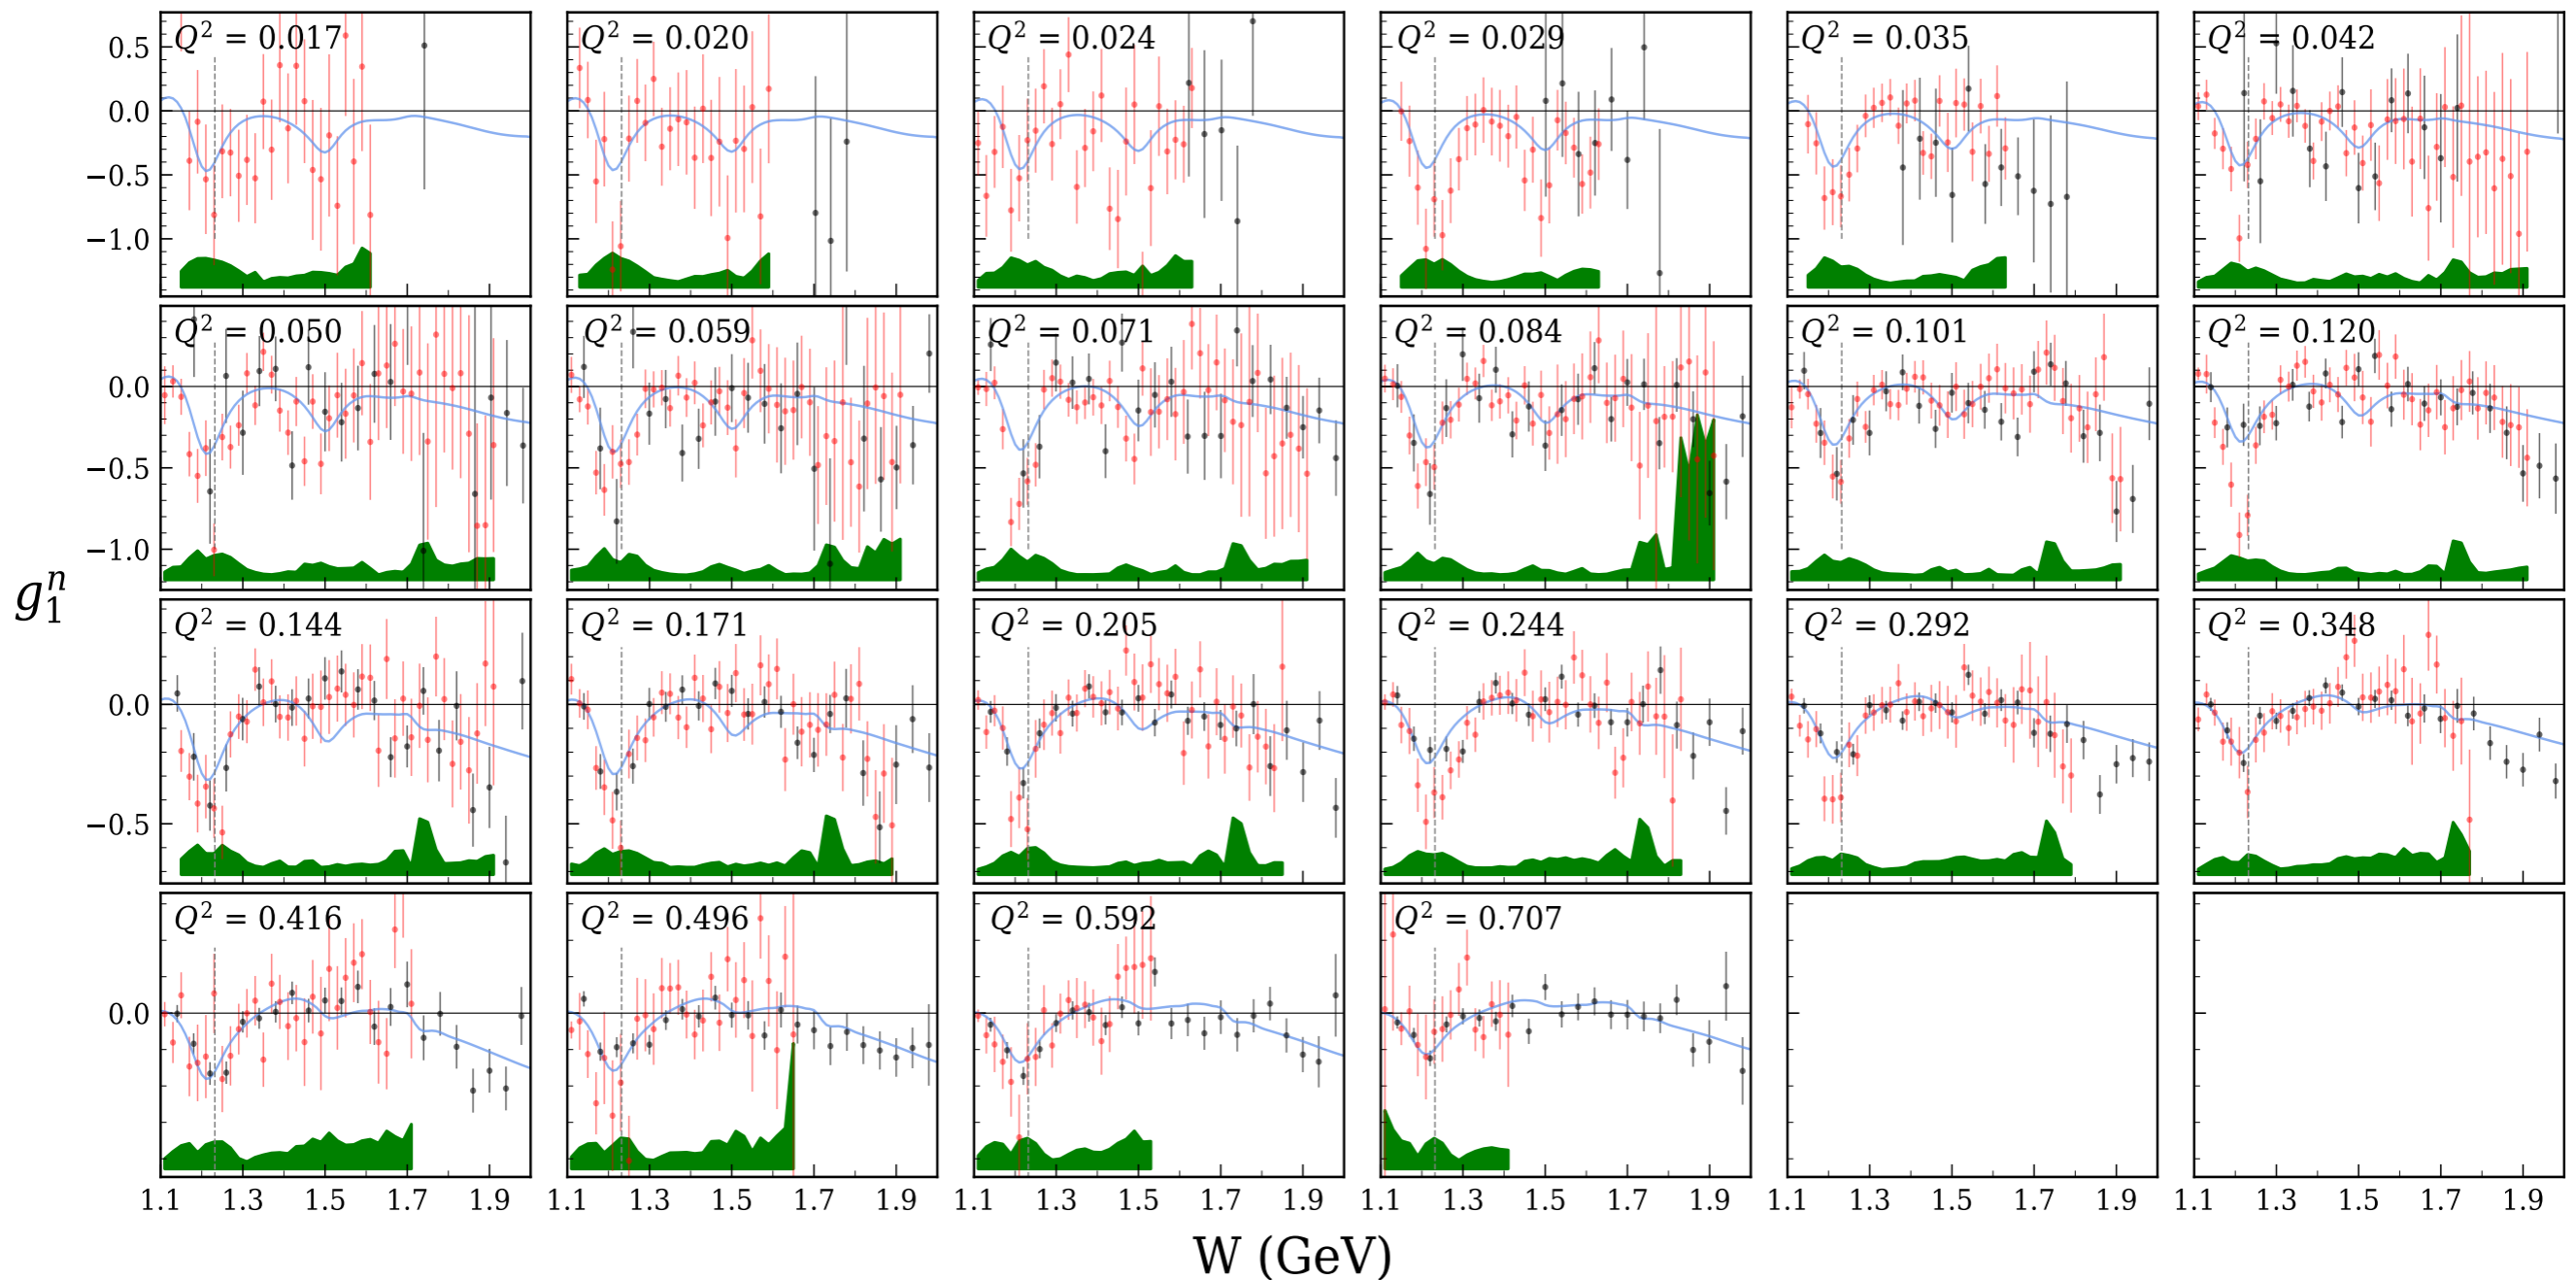 Q² = 0.017 Q² = 0.020 Q² = 0.024 Q² = 0.029 Q² = 0.035 Q² = 0.042
0.5
0.0
−0.5
−1.0
Q² = 0.050 Q² = 0.059 Q² = 0.071 Q² = 0.084 Q² = 0.101 Q² = 0.120
0.0
−0.5
−1.0
g₁ⁿ
Q² = 0.144 Q² = 0.171 Q² = 0.205 Q² = 0.244 Q² = 0.292 Q² = 0.348
0.0
−0.5
Q² = 0.416 Q² = 0.496 Q² = 0.592 Q² = 0.707
0.0
1.1 1.3 1.5 1.7 1.9 1.1 1.3 1.5 1.7 1.9 1.1 1.3 1.5 1.7 1.9 1.1 1.3 1.5 1.7 1.9 1.1 1.3 1.5 1.7 1.9 1.1 1.3 1.5 1.7 1.9
W (GeV)